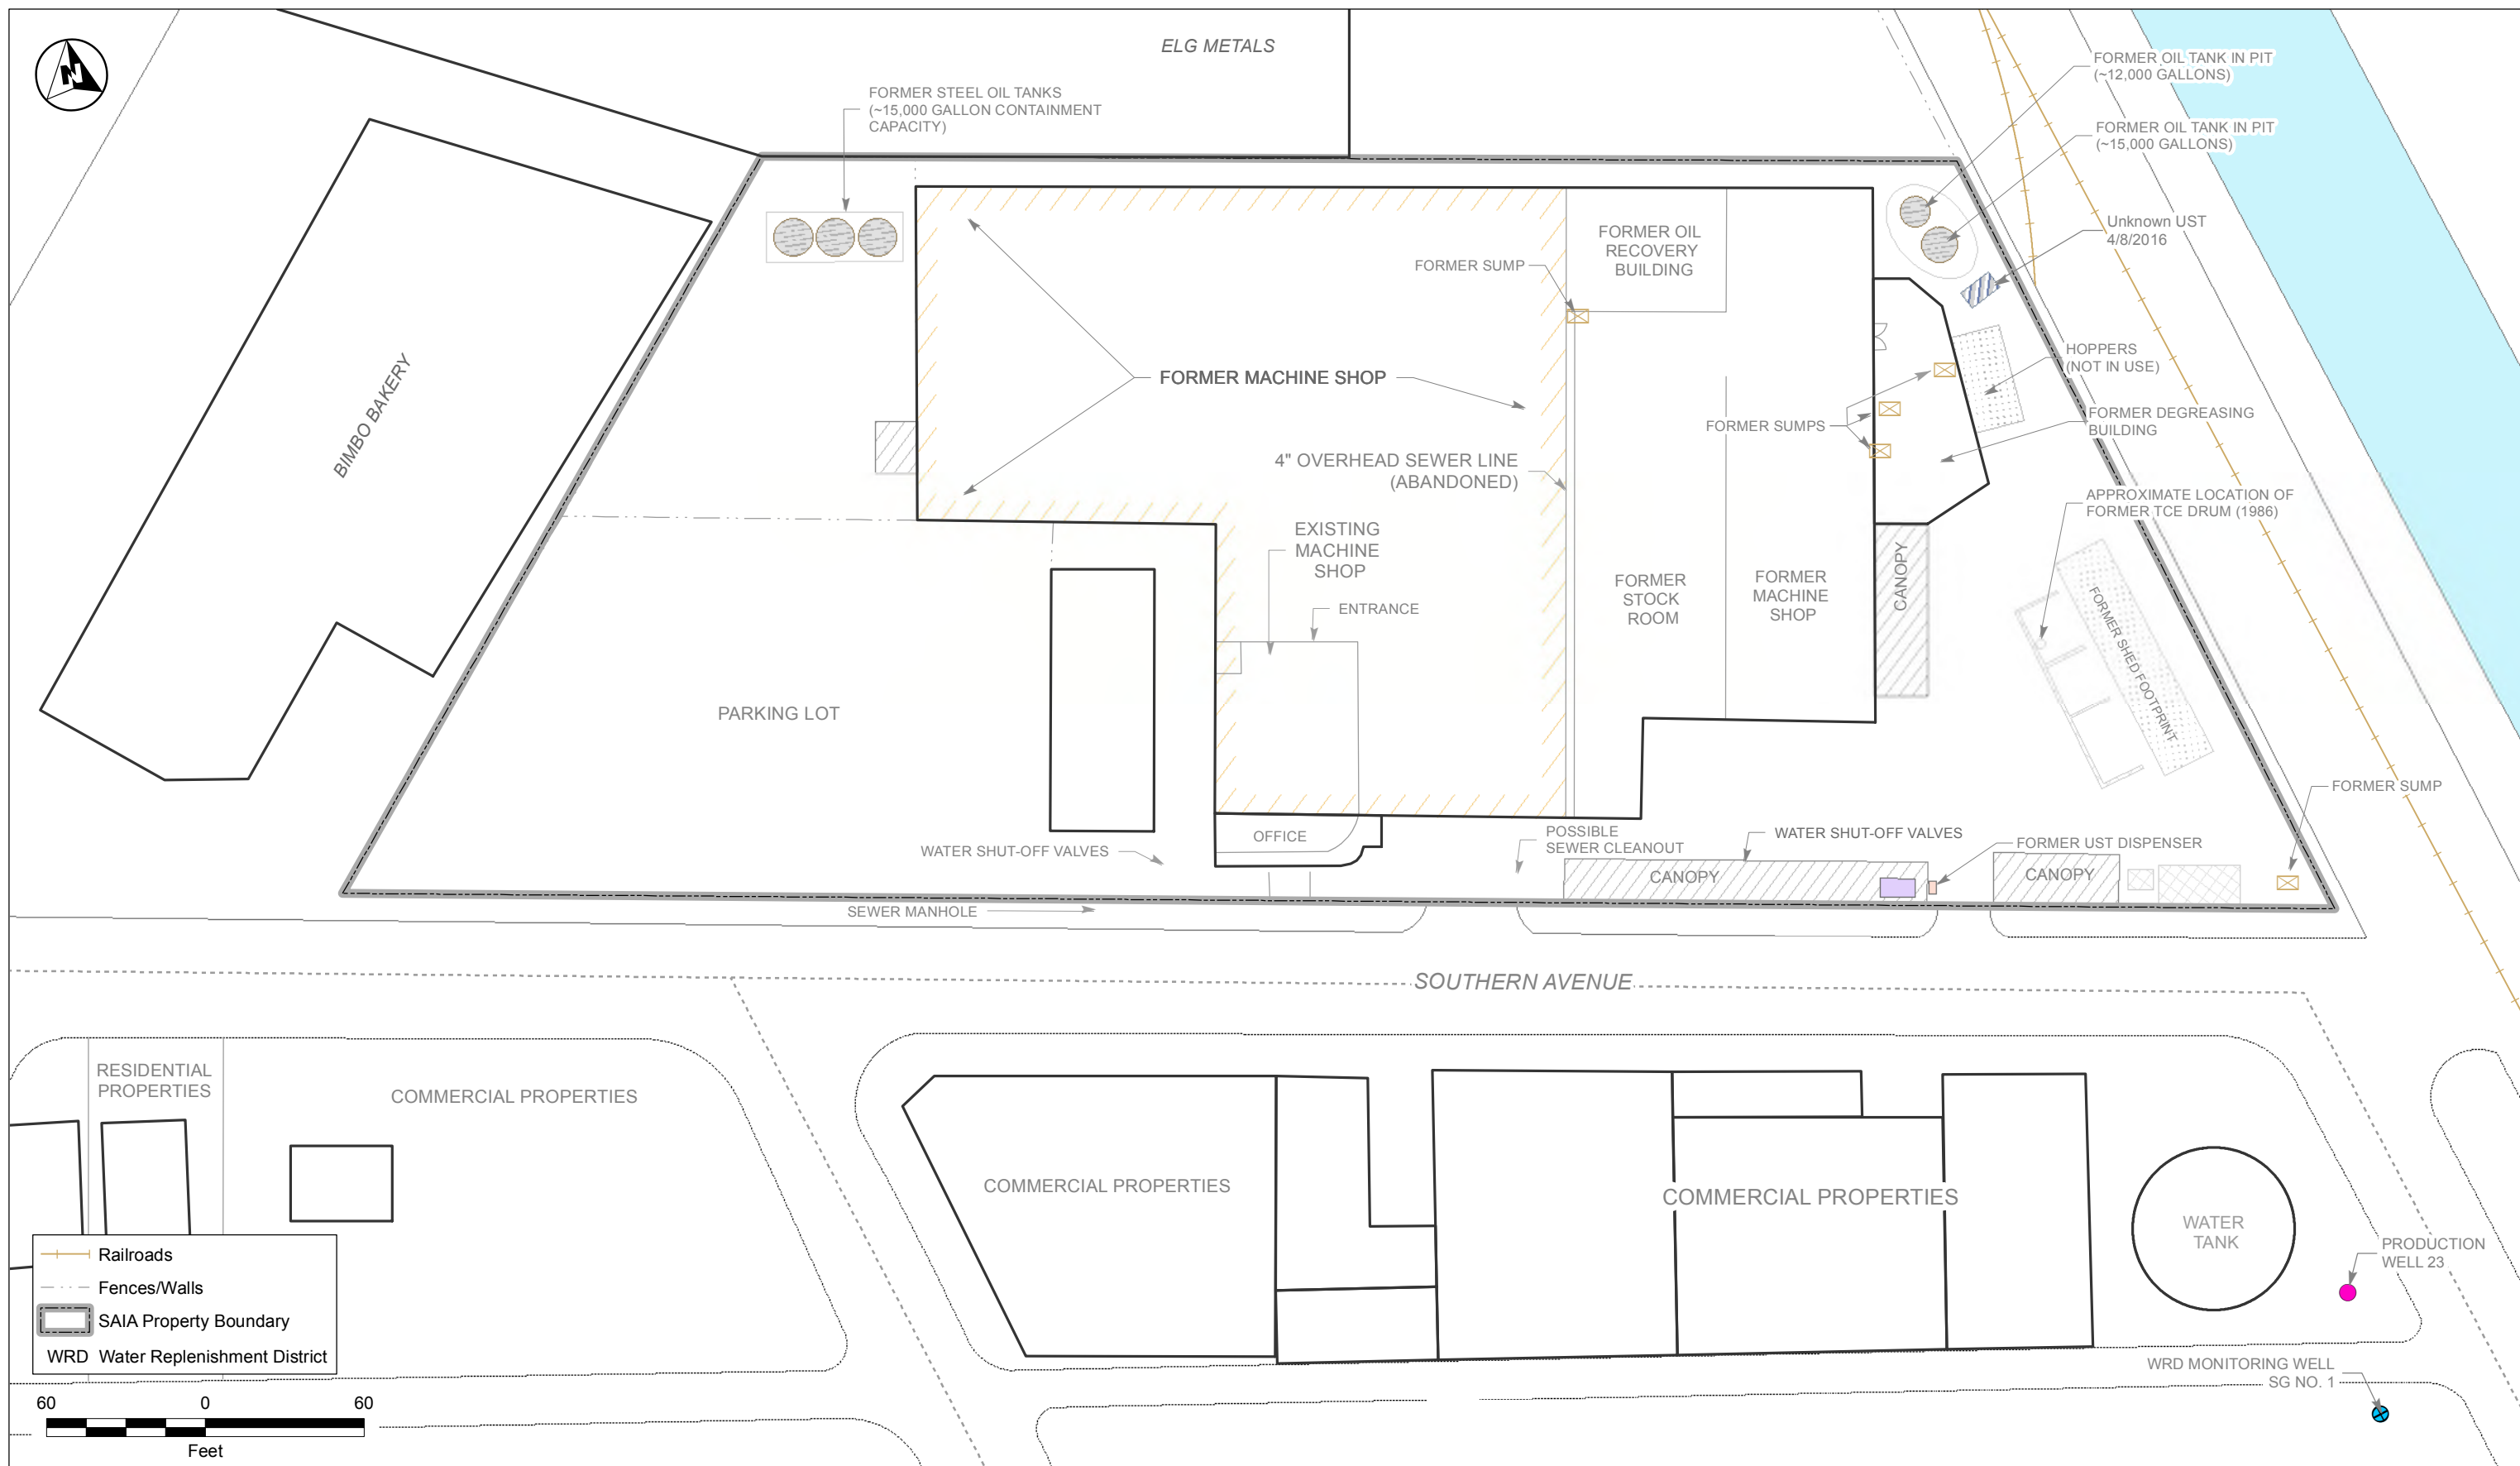 N
ELG METALS
FORMER STEEL OIL TANKS
(~15,000 GALLON CONTAINMENT
CAPACITY)
FORMER OIL TANK IN PIT
(~12,000 GALLONS)
FORMER OIL TANK IN PIT
(~15,000 GALLONS)
Unknown UST
4/8/2016
FORMER OIL
RECOVERY
BUILDING
FORMER SUMP
HOPPERS
(NOT IN USE)
BIMBO BAKERY
FORMER MACHINE SHOP
FORMER SUMPS
FORMER DEGREASING
BUILDING
4" OVERHEAD SEWER LINE
(ABANDONED)
APPROXIMATE LOCATION OF
FORMER TCE DRUM (1986)
EXISTING
MACHINE
SHOP
ENTRANCE
FORMER
STOCK
ROOM
FORMER
MACHINE
SHOP
CANOPY
FORMER SHED FOOTPRINT
PARKING LOT
FORMER SUMP
OFFICE
WATER SHUT-OFF VALVES
POSSIBLE
SEWER CLEANOUT
WATER SHUT-OFF VALVES
FORMER UST DISPENSER
CANOPY
CANOPY
SEWER MANHOLE
SOUTHERN AVENUE
RESIDENTIAL
PROPERTIES
COMMERCIAL PROPERTIES
COMMERCIAL PROPERTIES
COMMERCIAL PROPERTIES
WATER
TANK
PRODUCTION
WELL 23
WRD MONITORING WELL
SG NO. 1
Railroads
Fences/Walls
SAIA Property Boundary
WRD Water Replenishment District
60 0 60
Feet